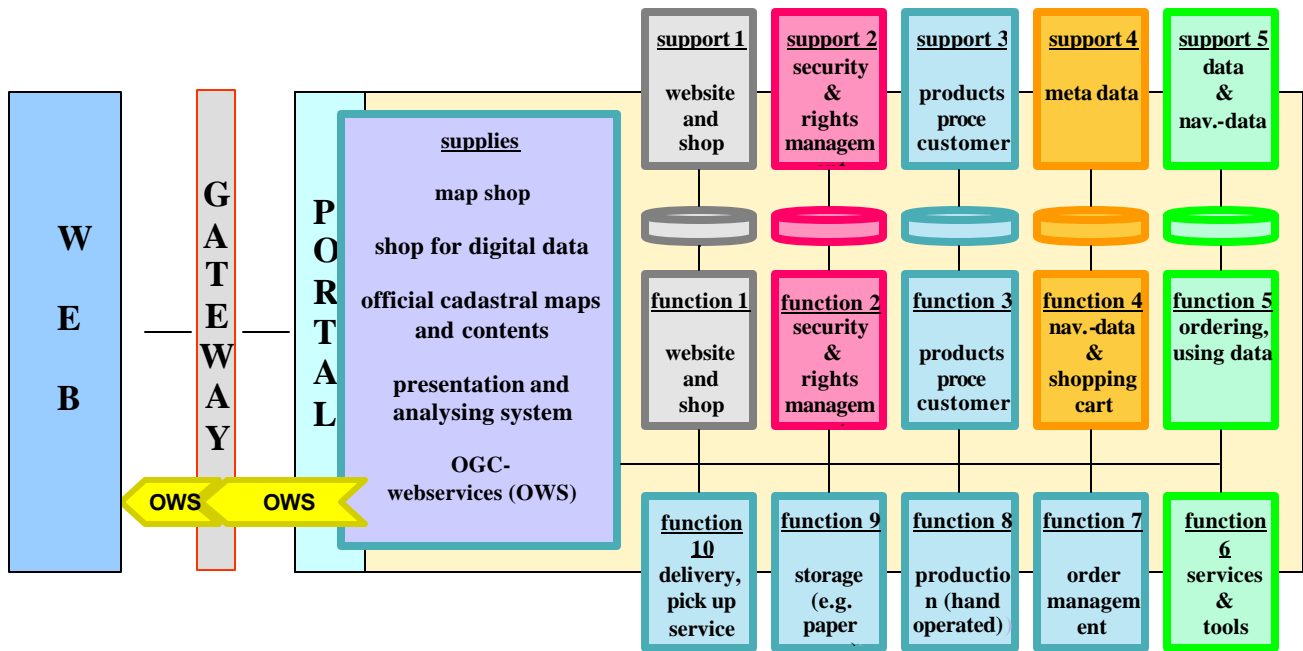 WEB
GATEWAY
PORTAL
supplies
map shop
shop for digital data
official cadastral maps
and contents
presentation and
analysing system
OGC-
webservices (OWS)
OWS
OWS
support 1
website
and
shop
support 2
security
&
rights
managem
support 3
products
proce
customer
support 4
meta data
support 5
data
&
nav.-data
function 1
website
and
shop
function 2
security
&
rights
managem
function 3
products
proce
customer
function 4
nav.-data
&
shopping
cart
function 5
ordering,
using data
function
10
delivery,
pick up
service
function 9
storage
(e.g.
paper
function 8
productio
n (hand
operated)
function 7
order
managem
ent
function
6
services
&
tools